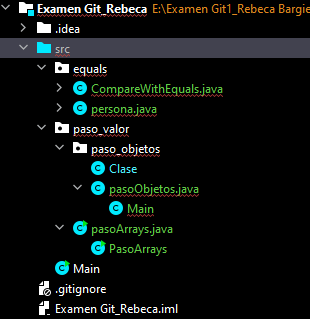 Examen Git_Rebeca E:\Examen Git1_Rebeca Bargie
.idea
src
equals
CompareWithEquals.java
persona.java
paso_valor
paso_objetos
Clase
pasoObjetos.java
Main
pasoArrays.java
PasoArrays
Main
.gitignore
Examen Git_Rebeca.iml